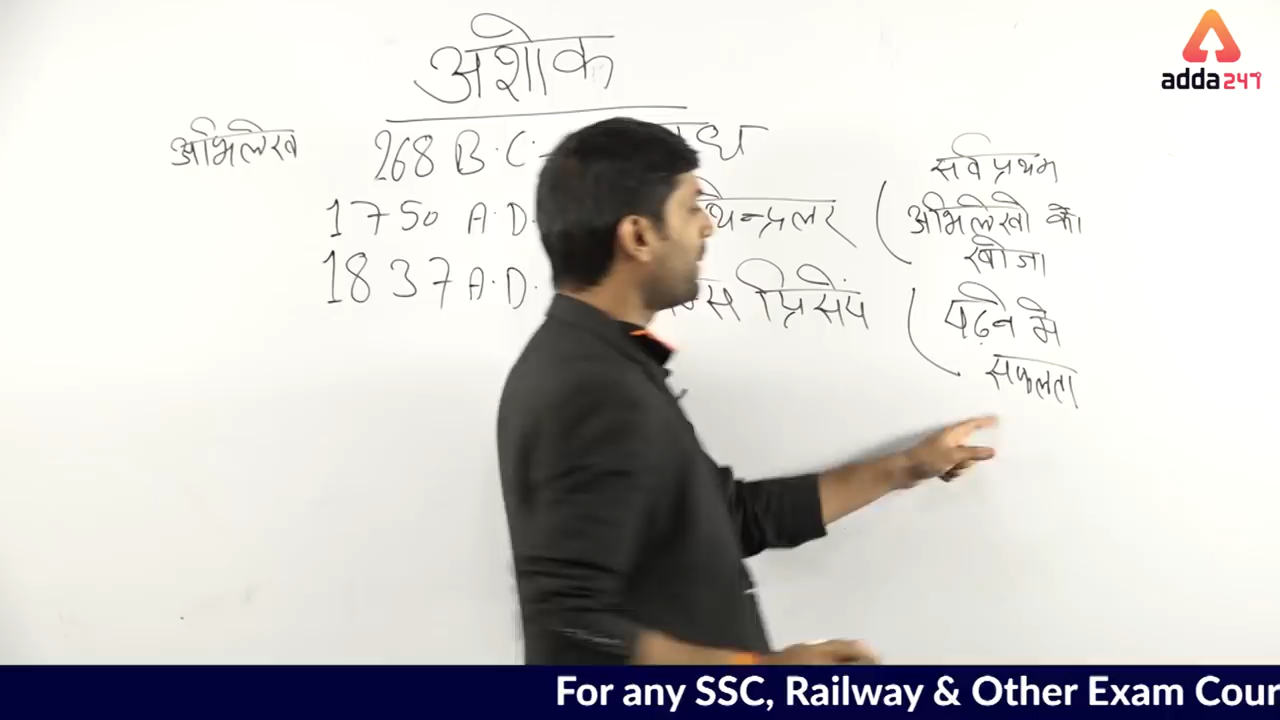 अशोक
अभिलेख
268 B.C.
1750 A.D.
1837 A.D. प्रिंसेप
सर्वप्रथम
अभिलेखो की
खोज
पढ़ने मे
सफलता
adda247
For any SSC, Railway & Other Exam Cour